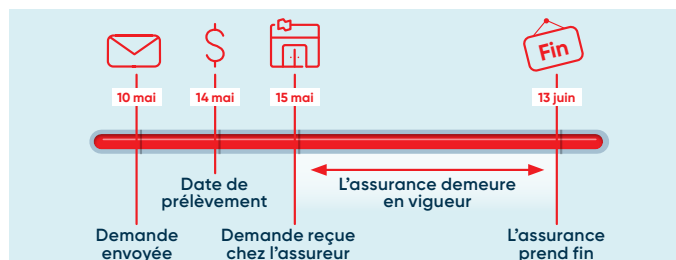 $
Fin
10 mai
14 mai
15 mai
13 juin
Date de
prélèvement
L'assurance demeure
en vigueur
Demande
envoyée
Demande reçue
chez l'assureur
L'assurance
prend fin